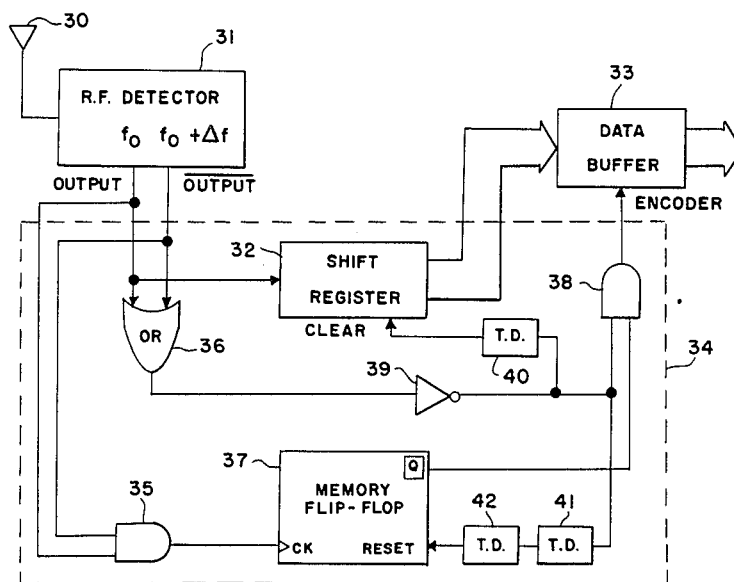 30
31
R.F. DETECTOR
f0 f0 +Δf
OUTPUT
OUTPUT
33
DATA
BUFFER
ENCODER
32
SHIFT
REGISTER
CLEAR
38
34
OR
36
T.D.
40
39
37
Q
MEMORY
FLIP-FLOP
CK
RESET
35
42
T.D.
41
T.D.